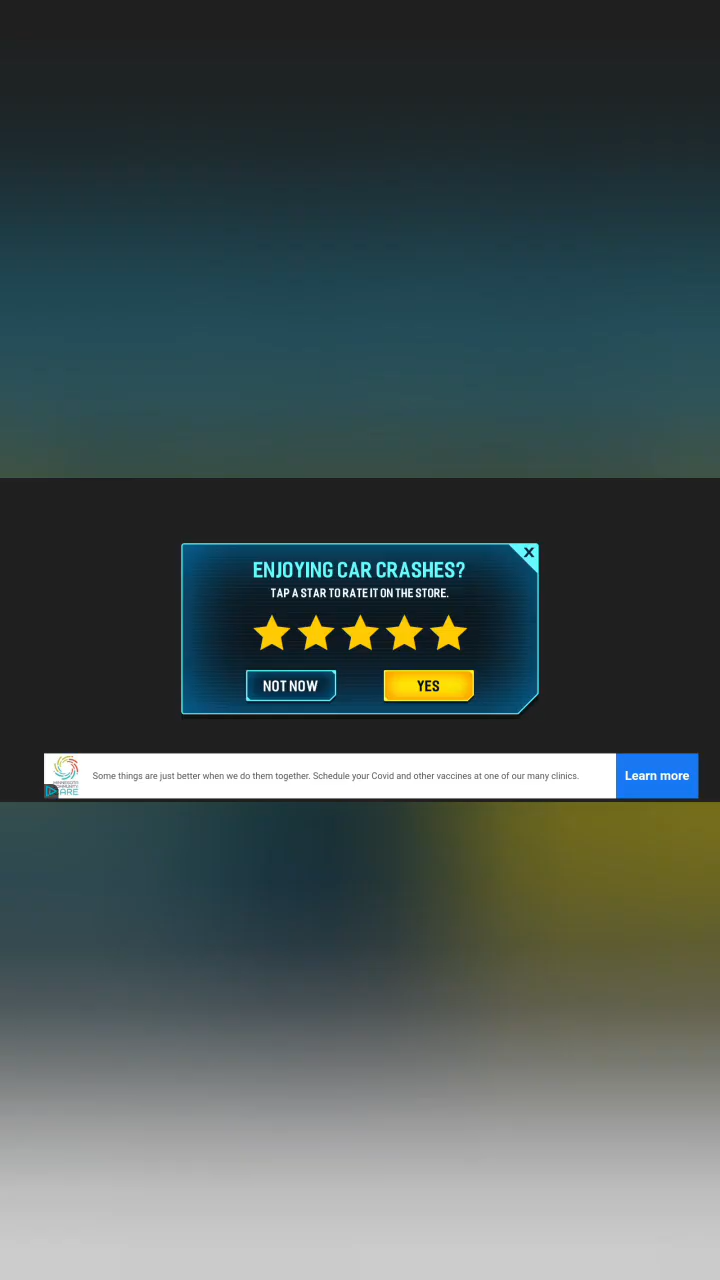 X
ENJOYING CAR CRASHES?
TAP A STAR TO RATE IT ON THE STORE.
NOT NOW
YES
Some things are just better when we do them together. Schedule your Covid and other vaccines at one of our many clinics.
Learn more